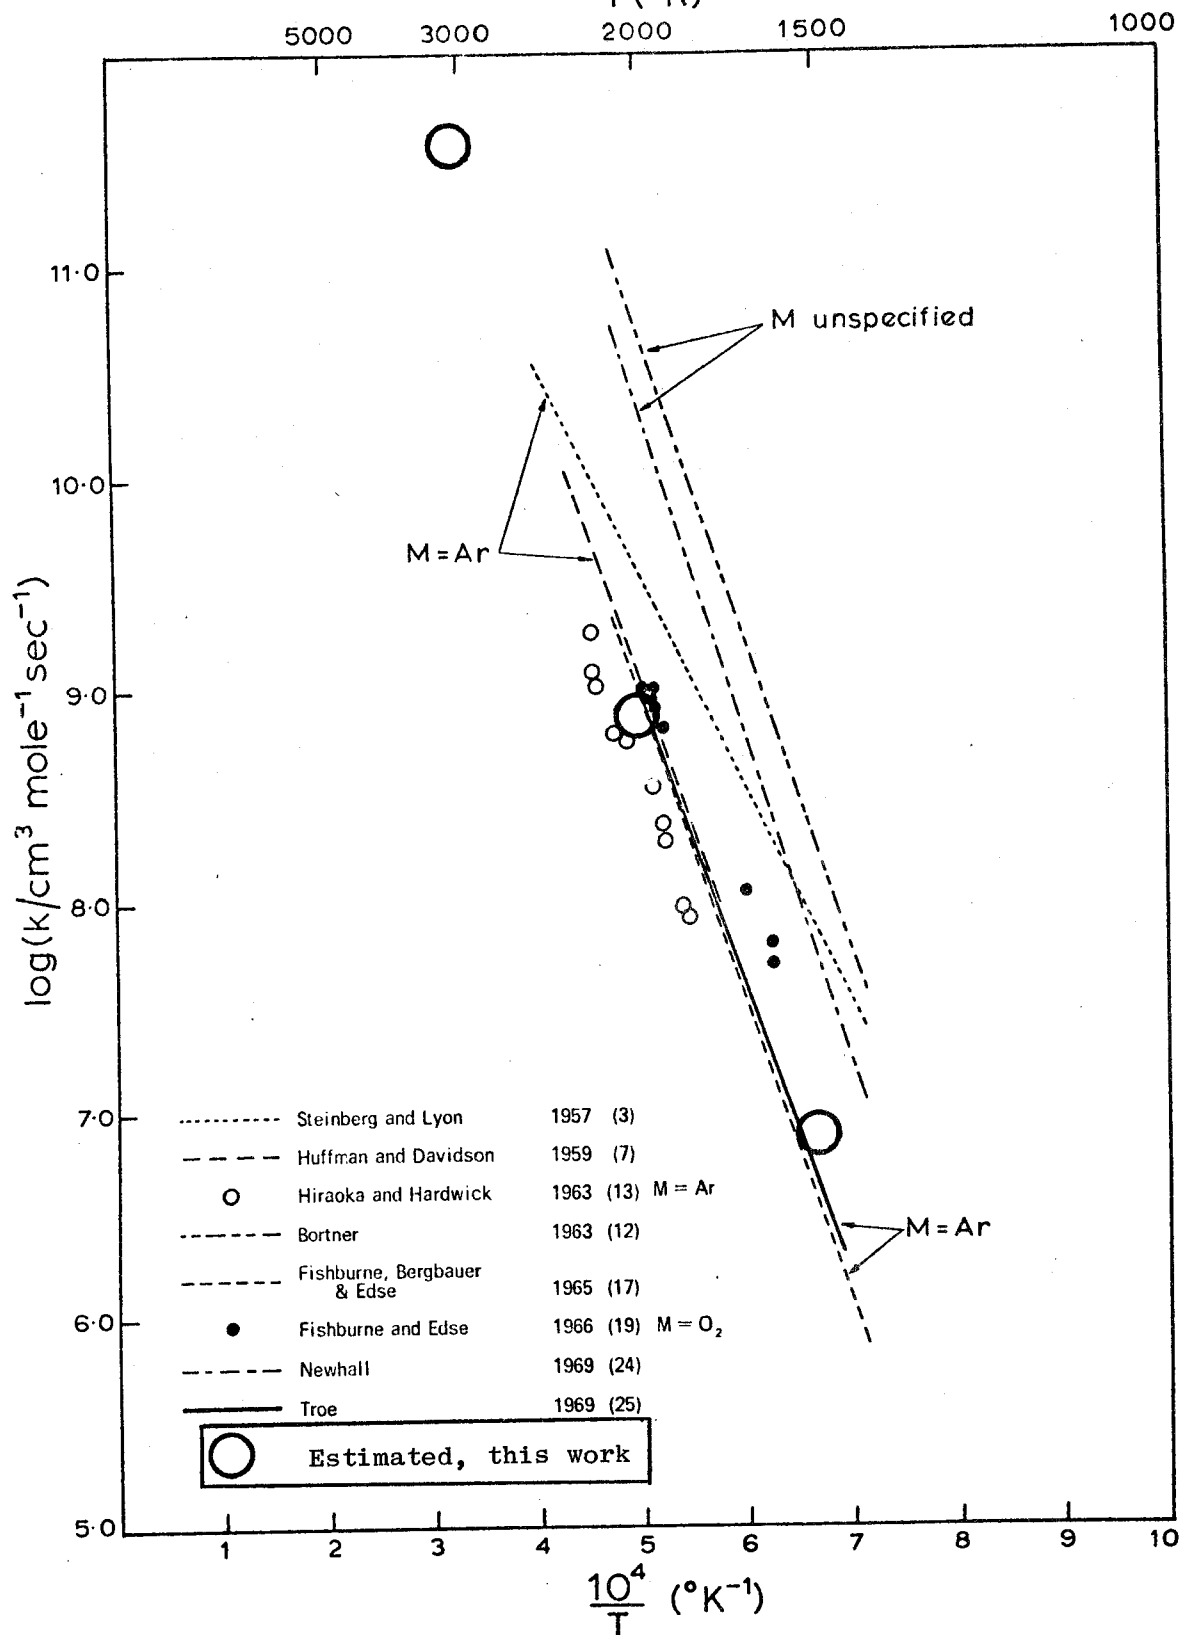 T (°K)
5000 3000 2000 1500 1000
11·0
M unspecified
10·0
M = Ar
log(k/cm³ mole⁻¹ sec⁻¹)
9·0
8·0
7·0
Steinberg and Lyon 1957 (3)
Huffman and Davidson 1959 (7)
Hiraoka and Hardwick 1963 (13) M = Ar
Bortner 1963 (12)
M = Ar
Fishburne, Bergbauer
& Edse 1965 (17)
6·0
Fishburne and Edse 1966 (19) M = O₂
Newhall 1969 (24)
Troe 1969 (25)
Estimated, this work
5·0
1 2 3 4 5 6 7 8 9 10
10⁴
T
(°K⁻¹)